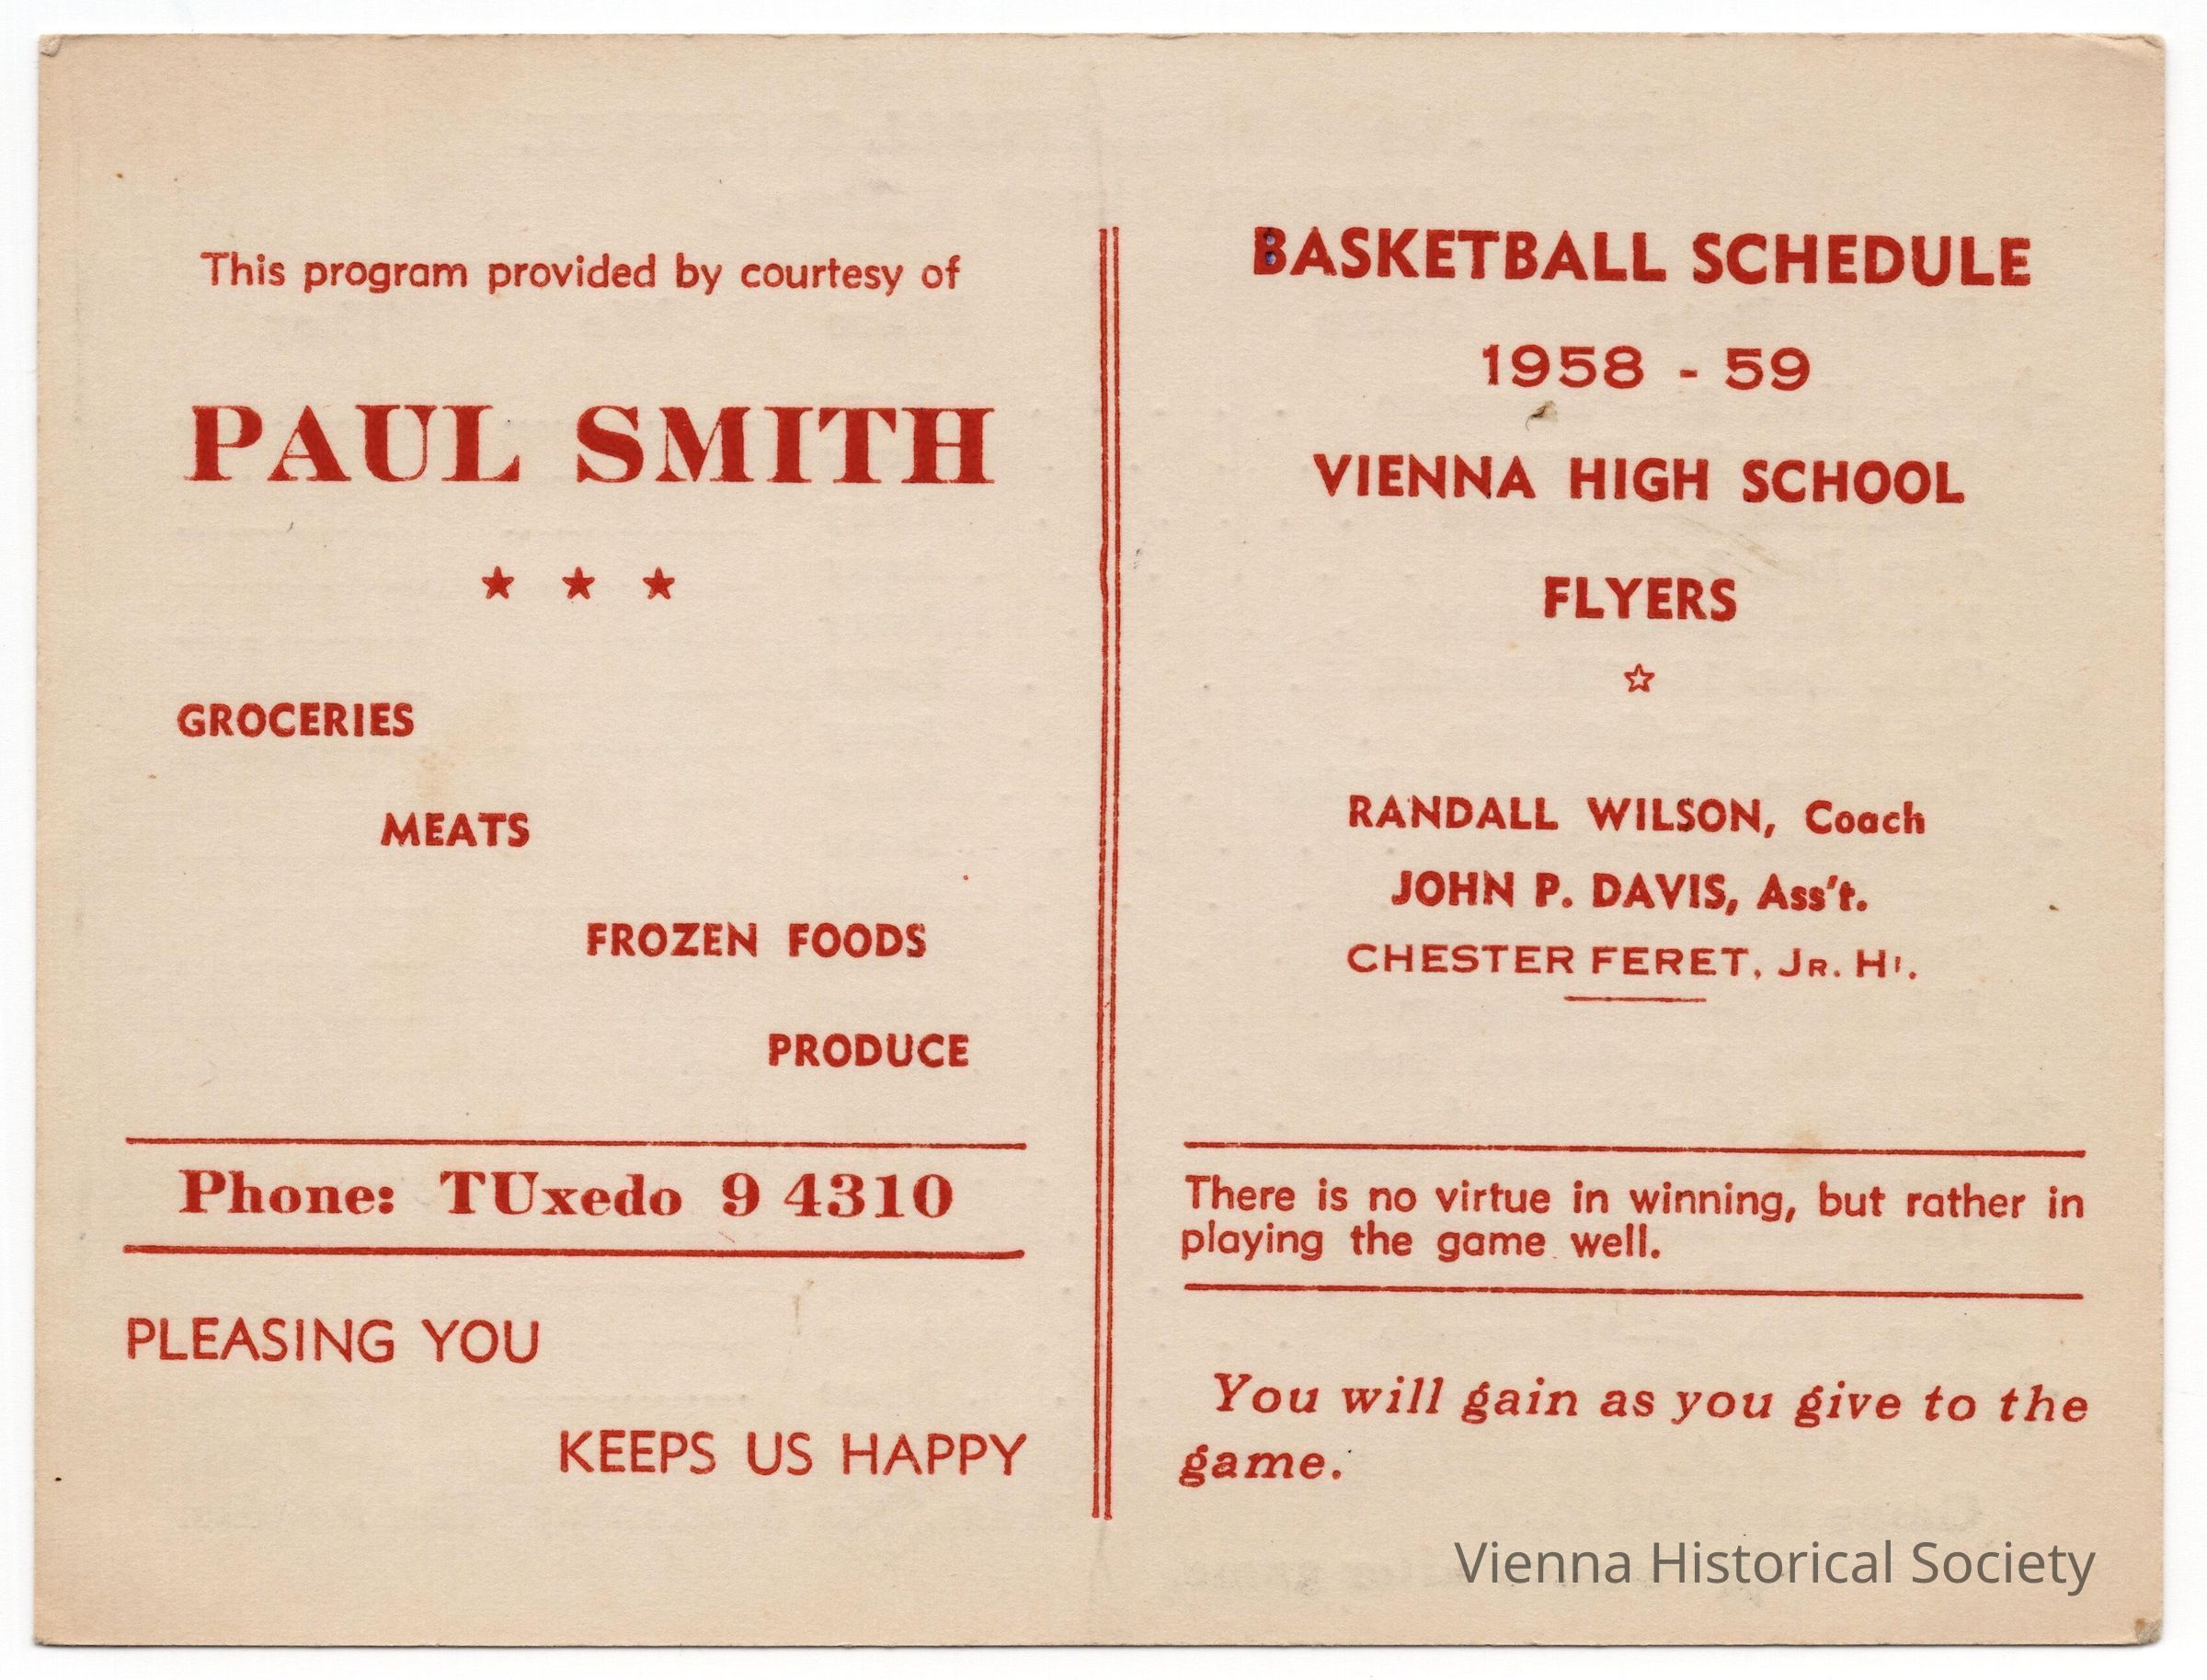 This program provided by courtesy of
PAUL SMITH
★ ★ ★
GROCERIES
MEATS
FROZEN FOODS
PRODUCE
Phone: TUxedo 9 4310
PLEASING YOU
KEEPS US HAPPY
BASKETBALL SCHEDULE
1958 - 59
VIENNA HIGH SCHOOL
FLYERS
☆
RANDALL WILSON, Coach
JOHN P. DAVIS, Ass't.
CHESTER FERET, JR. HI.
There is no virtue in winning, but rather in
playing the game well.
You will gain as you give to the
game.
Vienna Historical Society